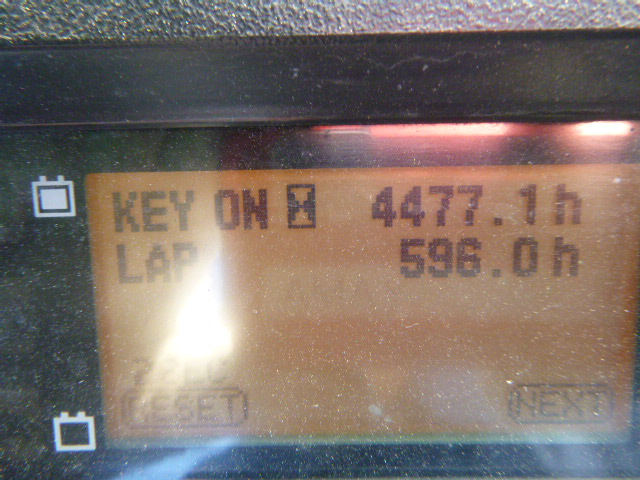 KEY ON 4477.1h
LAP 596.0h
RESET NEXT